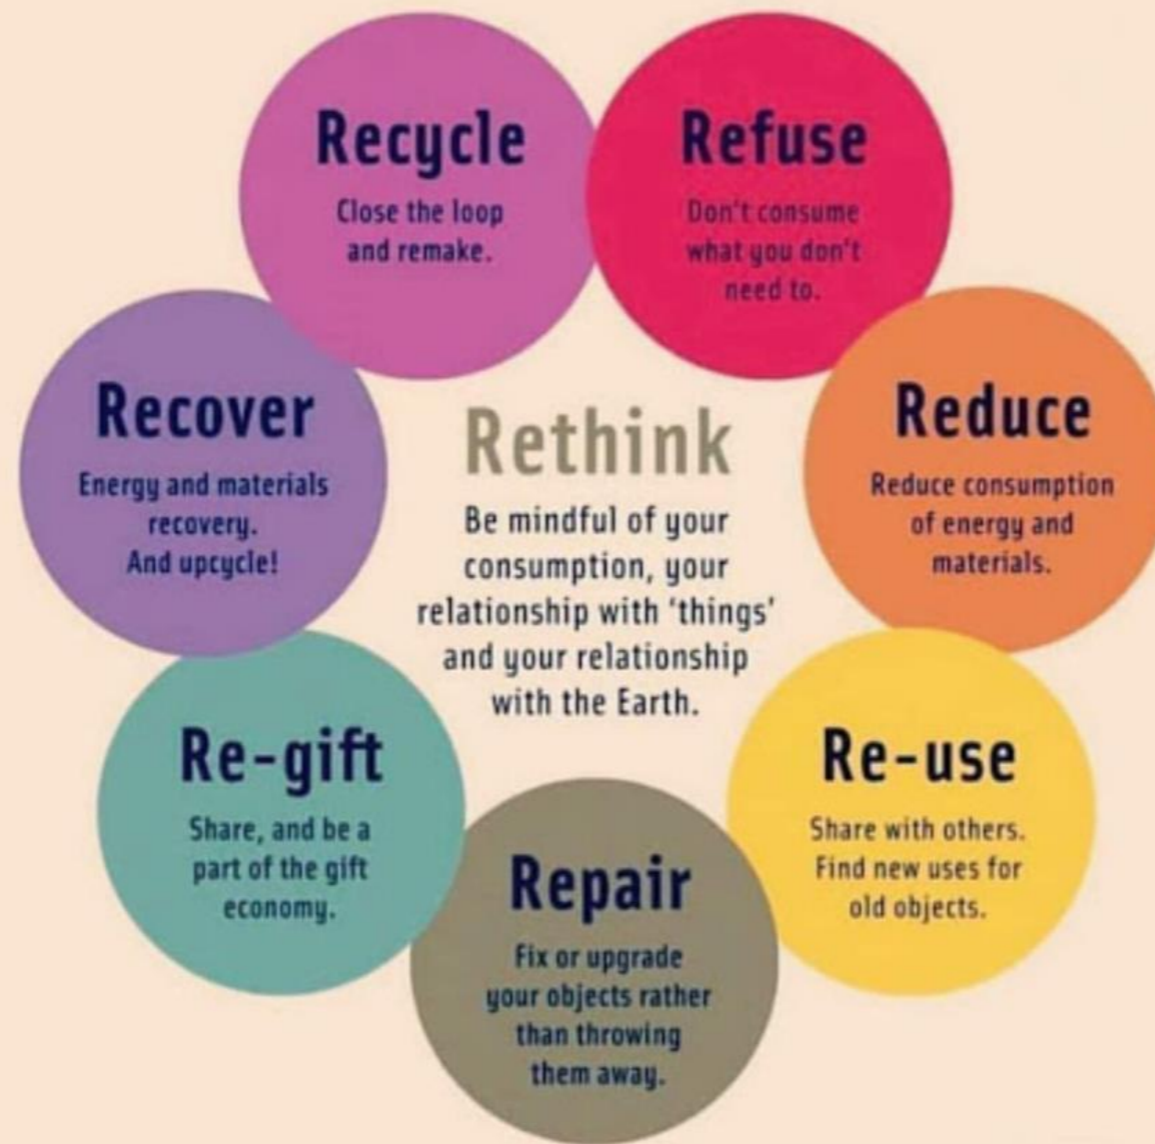 Recycle
Close the loop
and remake.
Refuse
Don't consume
what you don't
need to.
Recover
Energy and materials
recovery.
And upcycle!
Rethink
Be mindful of your
consumption, your
relationship with ‘things’
and your relationship
with the Earth.
Reduce
Reduce consumption
of energy and
materials.
Re-gift
Share, and be a
part of the gift
economy.
Repair
Fix or upgrade
your objects rather
than throwing
them away.
Re-use
Share with others.
Find new uses for
old objects.